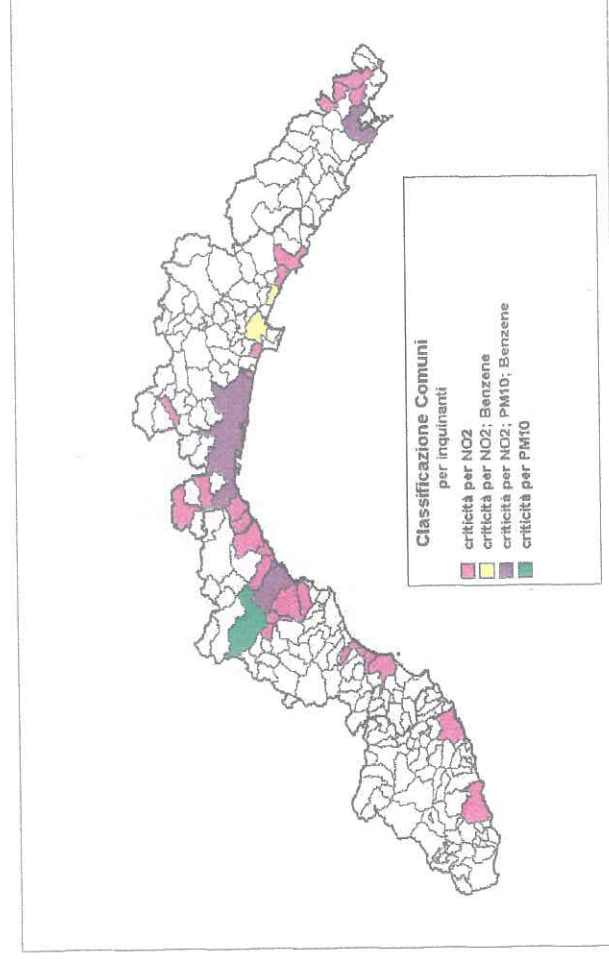 Classificazione Comuni
per inquinanti
criticità per NO2
criticità per NO2; Benzene
criticità per NO2; PM10; Benzene
criticità per PM10